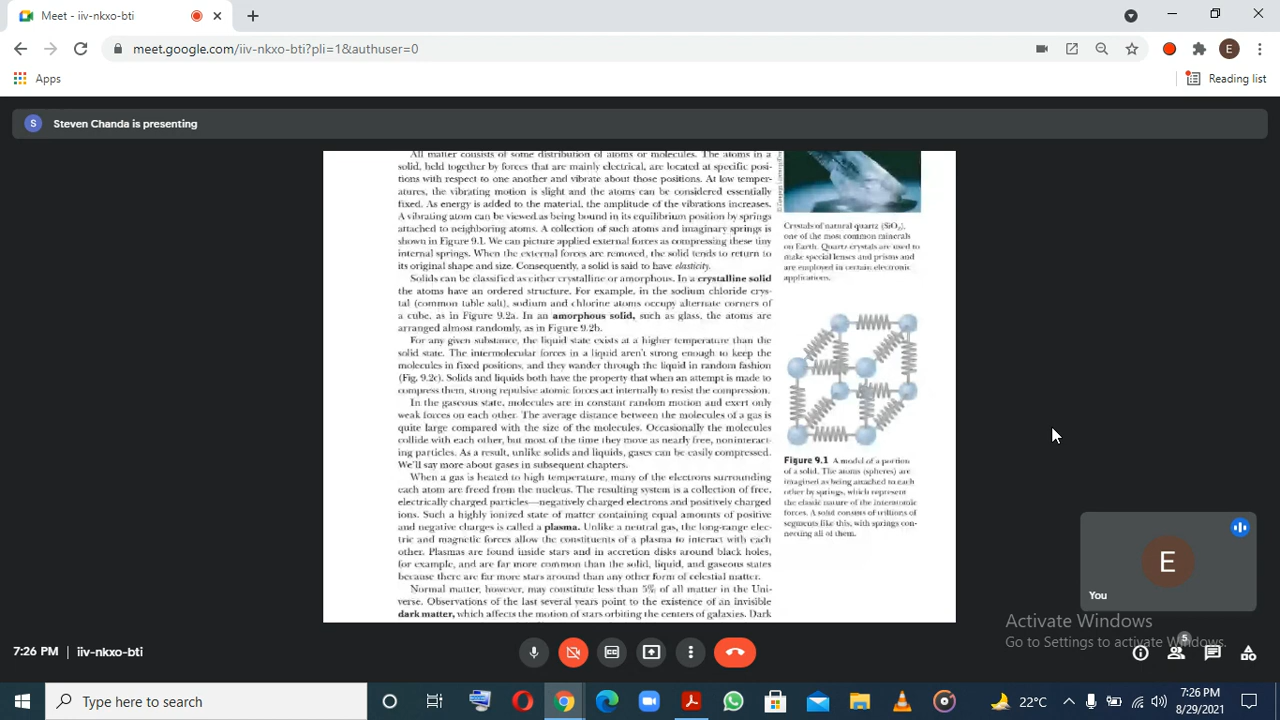 Meet - iiv-nkxo-bti
meet.google.com/iiv-nkxo-bti?pli=1&authuser=0
E
Apps
Reading list
S Steven Chanda is presenting
All matter consists of some distribution of atoms or molecules. The atoms in a
solid, held together by forces that are mainly electrical, are located at specific posi-
tions with respect to one another and vibrate about those positions. At low temper-
atures, the vibrating motion is slight and the atoms can be considered essentially
fixed. As energy is added to the material, the amplitude of the vibrations increases.
A vibrating atom can be viewed as being bound in its equilibrium position by springs
attached to neighboring atoms. A collection of such atoms and imaginary springs is
shown in Figure 9.1. We can picture applied external forces as compressing these tiny
internal springs. When the external forces are removed, the solid tends to return to
its original shape and size. Consequently, a solid is said to have elasticity.
Solids can be classified as either crystalline or amorphous. In a crystalline solid
the atoms have an ordered structure. For example, in the sodium chloride crys-
tal (common table salt), sodium and chlorine atoms occupy alternate corners of
a cube, as in Figure 9.2a. In an amorphous solid, such as glass, the atoms are
arranged almost randomly, as in Figure 9.2b.
For any given substance, the liquid state exists at a higher temperature than the
solid state. The intermolecular forces in a liquid aren't strong enough to keep the
molecules in fixed positions, and they wander through the liquid in random fashion
(Fig. 9.2c). Solids and liquids both have the property that when an attempt is made to
compress them, strong repulsive atomic forces act internally to resist the compression.
In the gaseous state, molecules are in constant random motion and exert only
weak forces on each other. The average distance between the molecules of a gas is
quite large compared with the size of the molecules. Occasionally the molecules
collide with each other, but most of the time they move as nearly free, noninteract-
ing particles. As a result, unlike solids and liquids, gases can be easily compressed.
We'll say more about gases in subsequent chapters.
When a gas is heated to high temperature, many of the electrons surrounding
each atom are freed from the nucleus. The resulting system is a collection of free,
electrically charged particles—negatively charged electrons and positively charged
ions. Such a highly ionized state of matter containing equal amounts of positive
and negative charges is called a plasma. Unlike a neutral gas, the long-range elec-
tric and magnetic forces allow the constituents of a plasma to interact with each
other. Plasmas are found inside stars and in accretion disks around black holes,
for example, and are far more common than the solid, liquid, and gaseous states
because there are far more stars around than any other form of celestial matter.
Normal matter, however, may constitute less than 5% of all matter in the Uni-
verse. Observations of the last several years point to the existence of an invisible
dark matter, which affects the motion of stars orbiting the centers of galaxies. Dark
Crystals of natural quartz (SiO₂),
one of the most common minerals
on Earth. Quartz crystals are used to
make special lenses and prisms and
are employed in certain electronic
applications.
Figure 9.1 A model of a portion
of a solid. The atoms (spheres) are
imagined as being attached to each
other by springs, which represent
the elastic nature of the interatomic
forces. A solid consists of trillions of
segments like this, with springs con-
necting all of them.
E
You
Activate Windows
Go to Settings to activate Windows.
7:26 PM | iiv-nkxo-bti
5
Type here to search
22°C
7:26 PM
8/29/2021